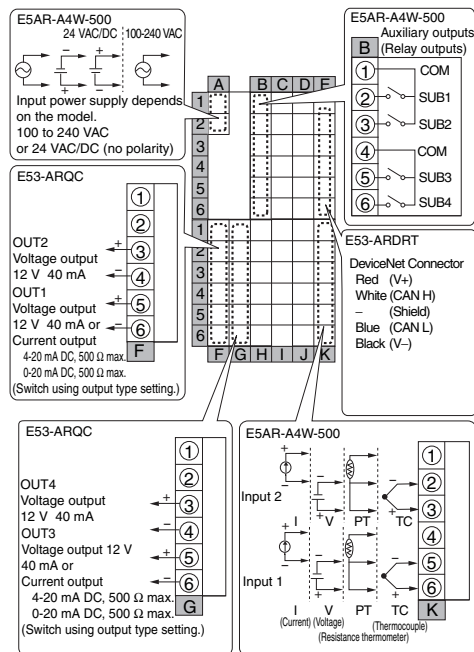 E5AR-A4W-500
24 VAC/DC 100-240 VAC
− +
+ −
Input power supply depends
on the model.
100 to 240 VAC
or 24 VAC/DC (no polarity)
E5AR-A4W-500
Auxiliary outputs
(Relay outputs)
B
1 COM
2 SUB1
3 SUB2
4 COM
5 SUB3
6 SUB4
A B C D E
1
2
3
4
5
6
1
2
3
4
5
6
F G H I J K
E53-ARQC
1
2
OUT2 + 3
Voltage output
12 V 40 mA − 4
OUT1 + 5
Voltage output
12 V 40 mA or − 6
Current output F
4-20 mA DC, 500 Ω max.
0-20 mA DC, 500 Ω max.
(Switch using output type setting.)
E53-ARDRT
DeviceNet Connector
Red (V+)
White (CAN H)
– (Shield)
Blue (CAN L)
Black (V–)
E53-ARQC
1
2
OUT4
Voltage output + 3
12 V 40 mA − 4
OUT3
Voltage output 12 V + 5
40 mA or
Current output − 6
4-20 mA DC, 500 Ω max.
0-20 mA DC, 500 Ω max. G
(Switch using output type setting.)
E5AR-A4W-500
1
− 2
Input 2 + 3
I V PT TC
4
− 5
Input 1 + 6
I V PT TC K
(Current) (Voltage) (Thermocouple)
(Resistance thermometer)